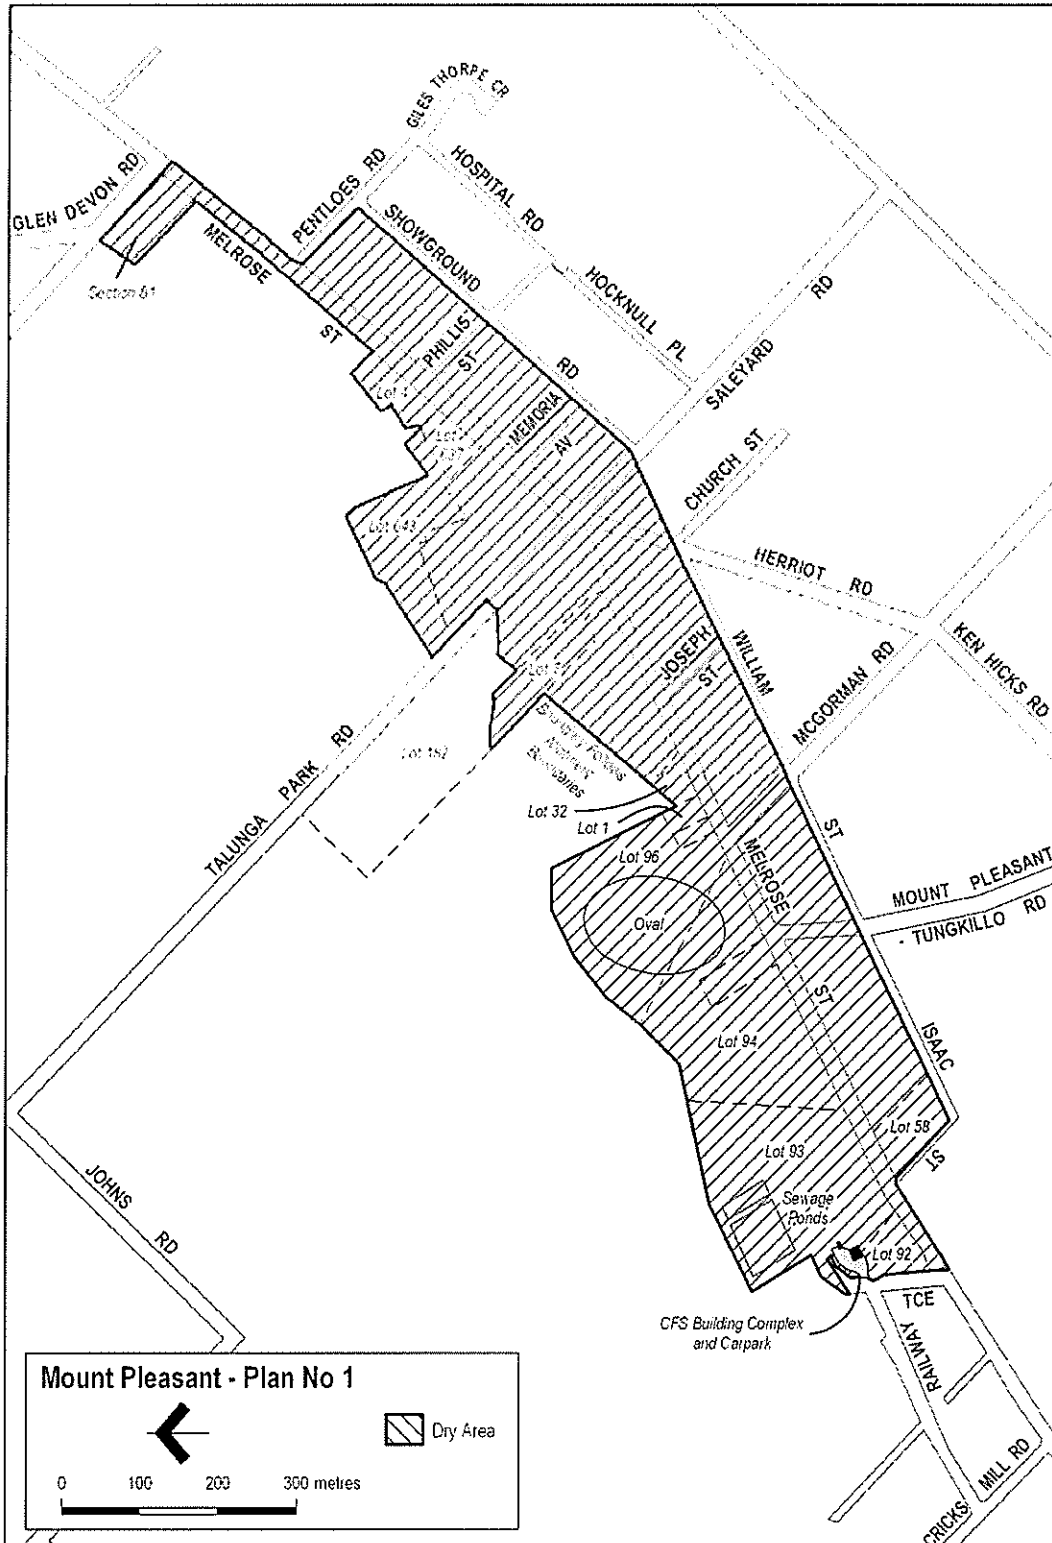 GILES THORPE CR
GLEN DEVON RD
PENTLOES RD
HOSPITAL RD
SHOWGROUND
RD
MELROSE
ST
Section 61
HOCKNULL PL
SALEYARD
RD
PHILLIS
ST
MEMORIA
AV
Lot 4
CHURCH ST
Lot 643
HERRIOT RD
KEN HICKS RD
JOSEPH
ST
WILLIAM
ST
MCGORMAN RD
TALUNGA PARK RD
Lot 182
Boundaries
Lot 32
Lot 1
Lot 96
MELROSE
ST
MOUNT PLEASANT
- TUNGKILLO RD
Oval
Lot 94
ISAAC
ST
Lot 58
Lot 93
Sewage
Ponds
Lot 92
JOHNS
RD
CFS Building Complex
and Carpark
TCE
RAILWAY
MILL RD
CRICKS
Mount Pleasant - Plan No 1
Dry Area
0 100 200 300 metres